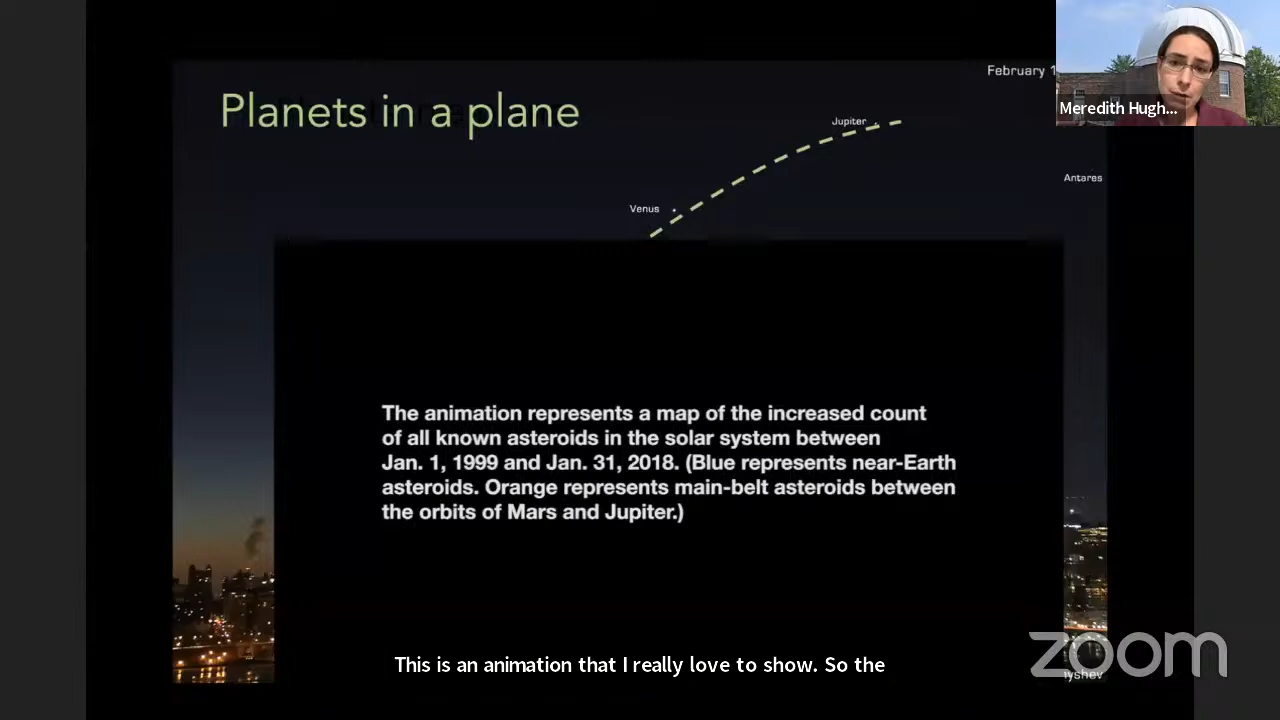 February 1
Planets in a plane
Meredith Hugh...
Jupiter
Antares
Venus
The animation represents a map of the increased count
of all known asteroids in the solar system between
Jan. 1, 1999 and Jan. 31, 2018. (Blue represents near-Earth
asteroids. Orange represents main-belt asteroids between
the orbits of Mars and Jupiter.)
This is an animation that I really love to show. So the
zoom